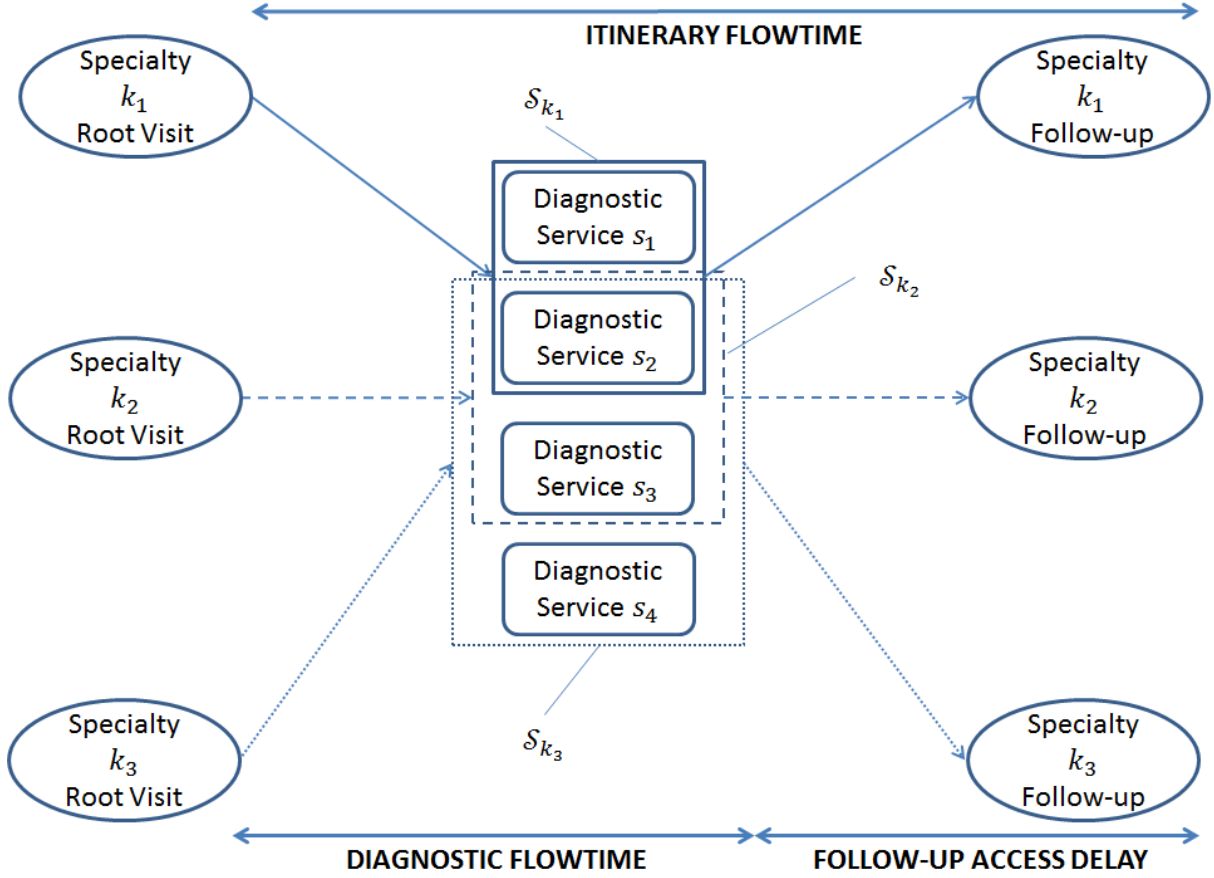 ITINERARY FLOWTIME
Specialty
k₁
Root Visit
Specialty
k₁
Follow-up
𝒮ₖ₁
Diagnostic
Service s₁
𝒮ₖ₂
Diagnostic
Service s₂
Specialty
k₂
Root Visit
Specialty
k₂
Follow-up
Diagnostic
Service s₃
Diagnostic
Service s₄
𝒮ₖ₃
Specialty
k₃
Root Visit
Specialty
k₃
Follow-up
DIAGNOSTIC FLOWTIME
FOLLOW-UP ACCESS DELAY